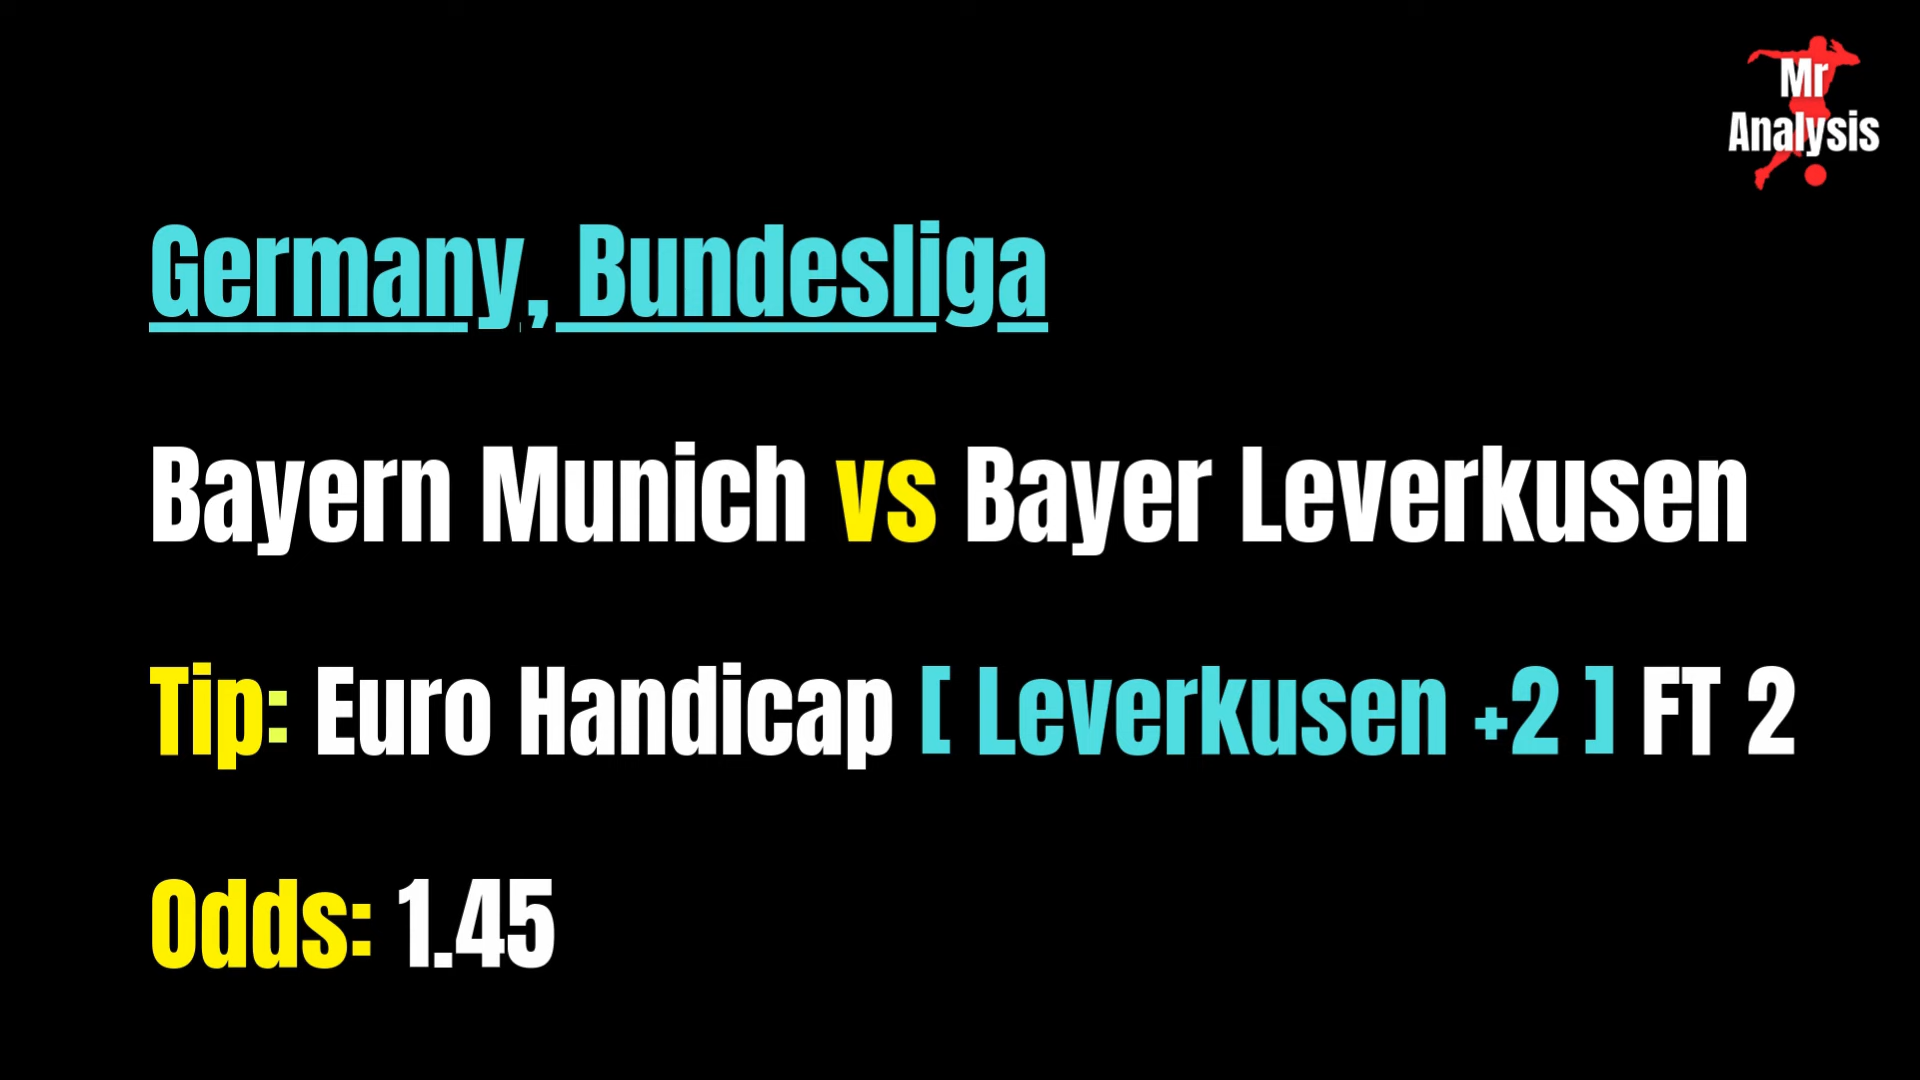 Mr
Analysis
Germany, Bundesliga
Bayern Munich vs Bayer Leverkusen
Tip: Euro Handicap [ Leverkusen +2 ] FT 2
Odds: 1.45